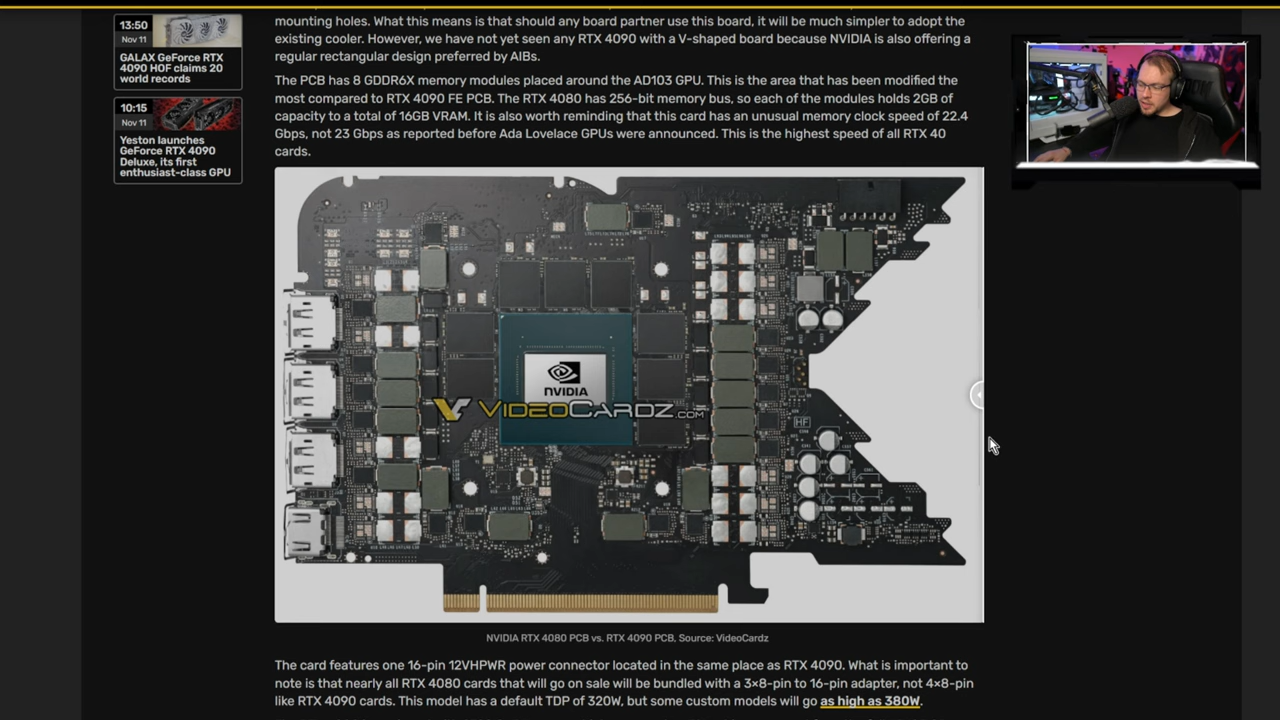 13:50
Nov 11
GALAX GeForce RTX
4090 HOF claims 20
world records
10:15
Nov 11
Yeston launches
GeForce RTX 4090
Deluxe, its first
enthusiast-class GPU
mounting holes. What this means is that should any board partner use this board, it will be much simpler to adopt the
existing cooler. However, we have not yet seen any RTX 4090 with a V-shaped board because NVIDIA is also offering a
regular rectangular design preferred by AIBs.
The PCB has 8 GDDR6X memory modules placed around the AD103 GPU. This is the area that has been modified the
most compared to RTX 4090 FE PCB. The RTX 4080 has 256-bit memory bus, so each of the modules holds 2GB of
capacity to a total of 16GB VRAM. It is also worth reminding that this card has an unusual memory clock speed of 22.4
Gbps, not 23 Gbps as reported before Ada Lovelace GPUs were announced. This is the highest speed of all RTX 40
cards.
NVIDIA
VIDEOCARDZ.COM
HF
NVIDIA RTX 4080 PCB vs. RTX 4090 PCB, Source: VideoCardz
The card features one 16-pin 12VHPWR power connector located in the same place as RTX 4090. What is important to
note is that nearly all RTX 4080 cards that will go on sale will be bundled with a 3×8-pin to 16-pin adapter, not 4×8-pin
like RTX 4090 cards. This model has a default TDP of 320W, but some custom models will go as high as 380W.